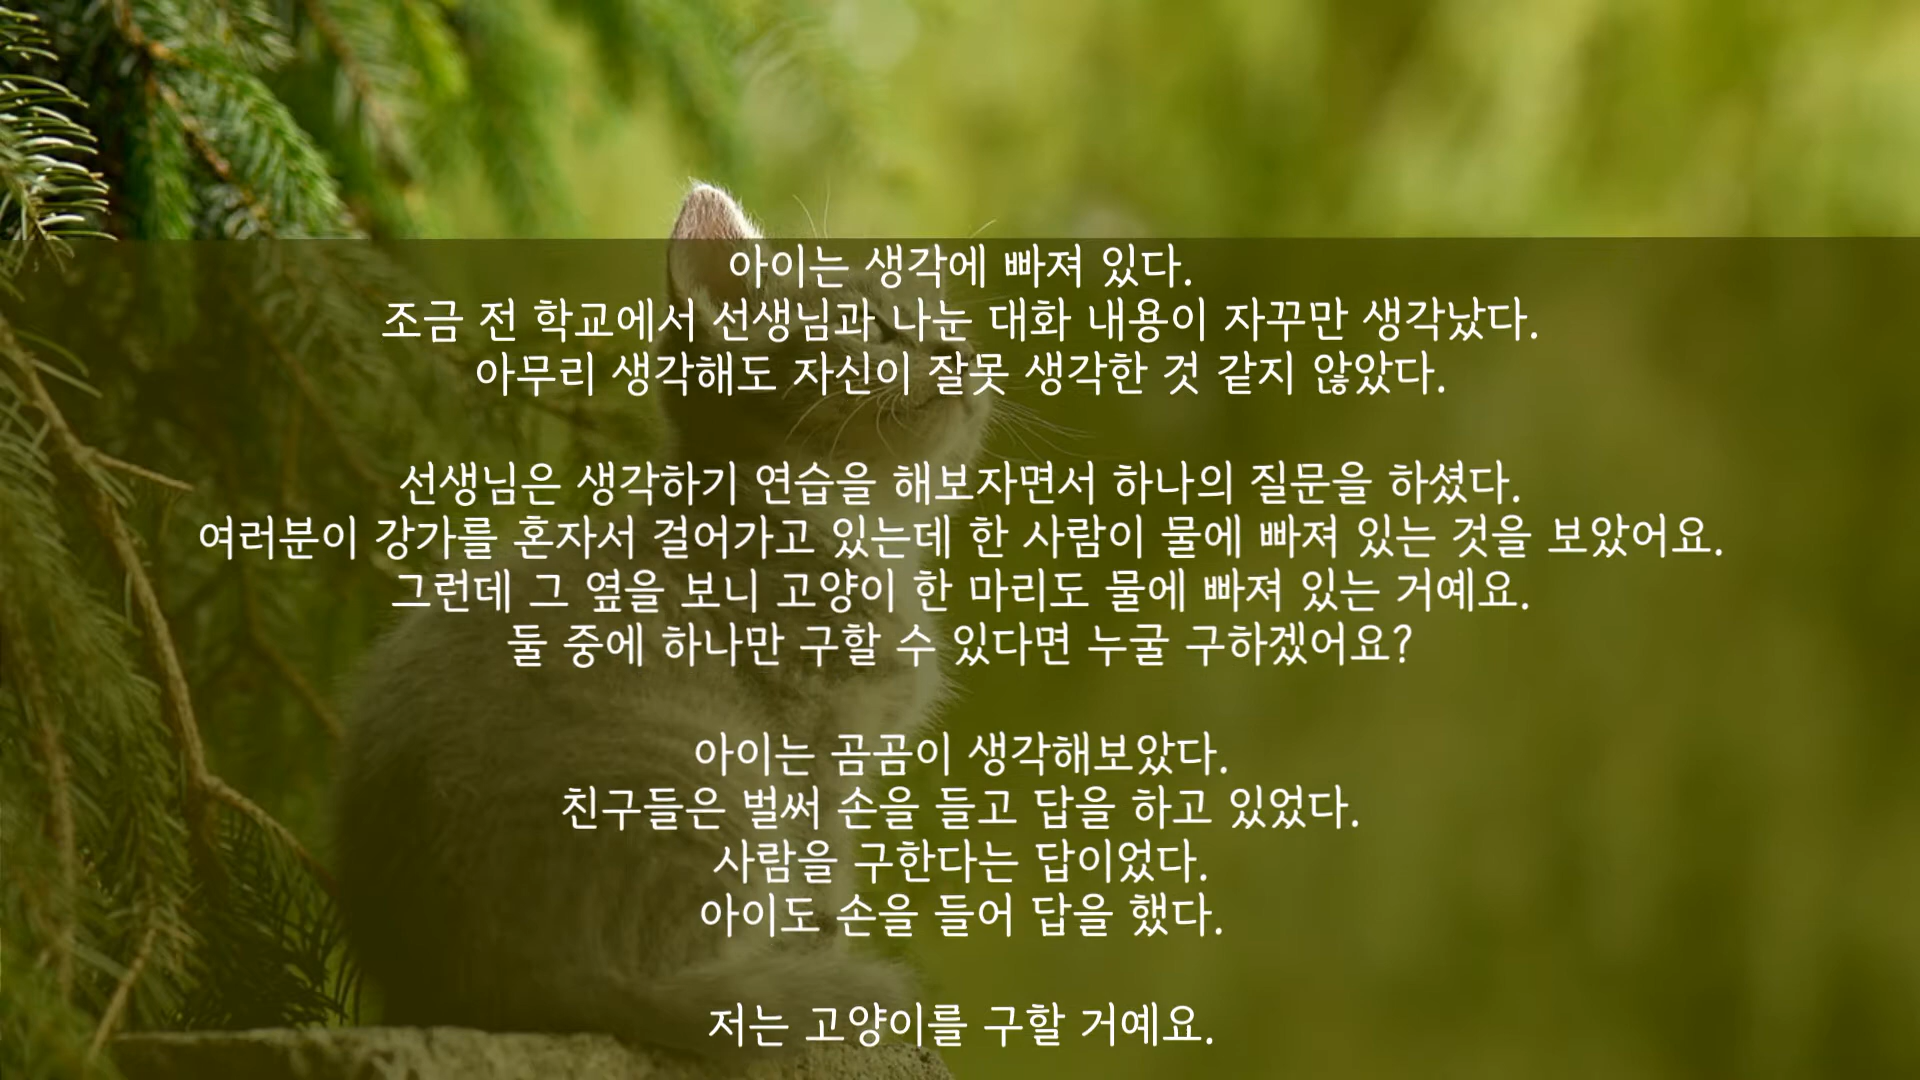 아이는 생각에 빠져 있다.
조금 전 학교에서 선생님과 나눈 대화 내용이 자꾸만 생각났다.
아무리 생각해도 자신이 잘못 생각한 것 같지 않았다.
선생님은 생각하기 연습을 해보자면서 하나의 질문을 하셨다.
여러분이 강가를 혼자서 걸어가고 있는데 한 사람이 물에 빠져 있는 것을 보았어요.
그런데 그 옆을 보니 고양이 한 마리도 물에 빠져 있는 거예요.
둘 중에 하나만 구할 수 있다면 누굴 구하겠어요?
아이는 곰곰이 생각해보았다.
친구들은 벌써 손을 들고 답을 하고 있었다.
사람을 구한다는 답이었다.
아이도 손을 들어 답을 했다.
저는 고양이를 구할 거예요.